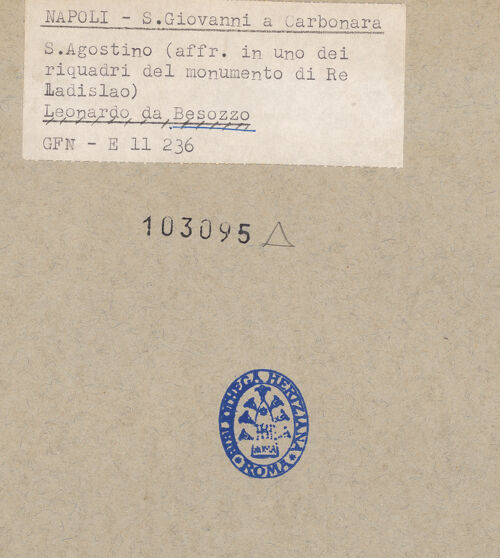 NAPOLI - S.Giovanni a Carbonara
S.Agostino (affr. in uno dei
riquadri del monumento di Re
Ladislao)
Leonardo da Besozzo
GFN - E 11 236
103095 △
BIBLIOTHECA HERTZIANA
ROMA